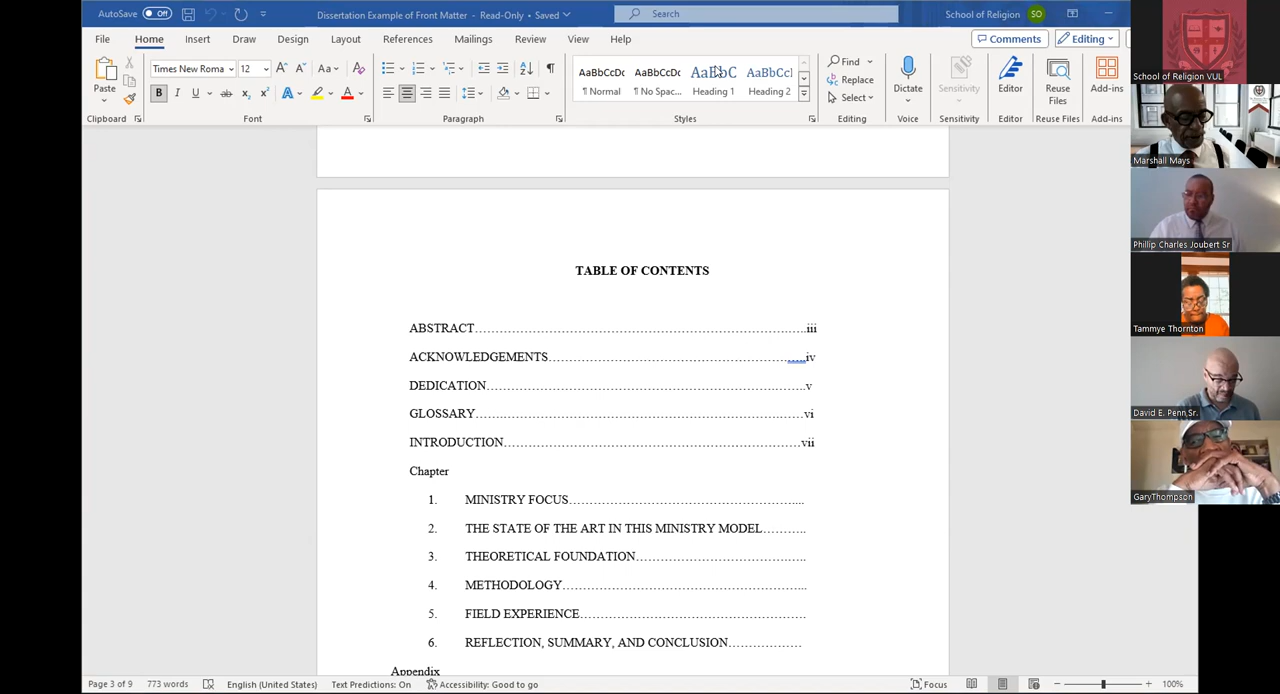 AutoSave Off Dissertation Example of Front Matter - Read-Only • Saved Search School of Religion SO
File Home Insert Draw Design Layout References Mailings Review View Help Comments Editing
Times New Roma 12 Aa A AaBbCcDc AaBbCcDc AaBbC AaBbCcl Find
Paste B I U ab x₂ x² A A ¶ Normal ¶ No Spac... Heading 1 Heading 2 Replace Select Dictate Sensitivity Editor Reuse Files Add-ins
Clipboard Font Paragraph Styles Editing Voice Sensitivity Editor Reuse Files Add-ins
TABLE OF CONTENTS
ABSTRACT iii
ACKNOWLEDGEMENTS iv
DEDICATION v
GLOSSARY vi
INTRODUCTION vii
Chapter
1. MINISTRY FOCUS
2. THE STATE OF THE ART IN THIS MINISTRY MODEL
3. THEORETICAL FOUNDATION
4. METHODOLOGY
5. FIELD EXPERIENCE
6. REFLECTION, SUMMARY, AND CONCLUSION
Appendix
Page 3 of 9 773 words English (United States) Text Predictions: On Accessibility: Good to go Focus 100%
School of Religion VUL
Marshall Mays
Phillip Charles Joubert Sr
Tammye Thornton
David E. Penn,Sr.
GaryThompson